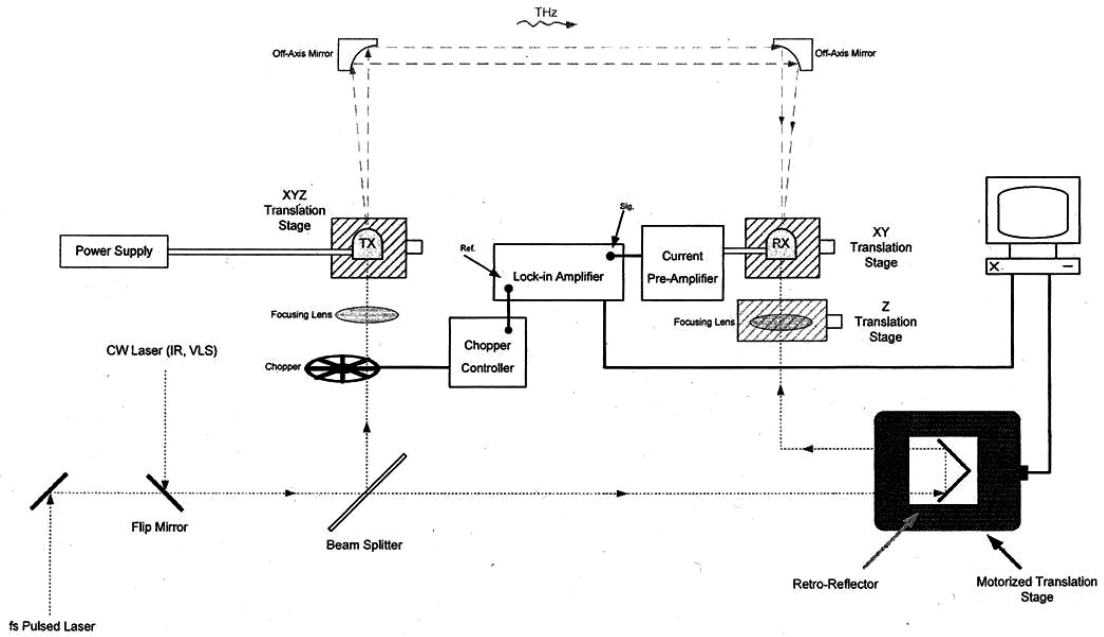 THz
Off-Axis Mirror
Off-Axis Mirror
XYZ
Translation
Stage
Power Supply
TX
Ref.
Sig.
Lock-in Amplifier
Current
Pre-Amplifier
RX
XY
Translation
Stage
Focusing Lens
Chopper
Chopper
Controller
Focusing Lens
Z
Translation
Stage
CW Laser (IR, VLS)
Flip Mirror
Beam Splitter
Retro-Reflector
Motorized Translation
Stage
fs Pulsed Laser